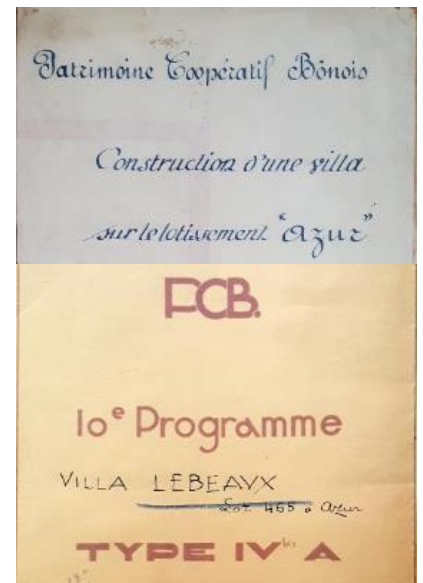 Patrimoine Coopératif Bônois
Construction d'une villa
sur le lotissement "Azur"
PCB.
10e Programme
VILLA LEBEAUX
Lot 465 à Azur
TYPE IV bis A